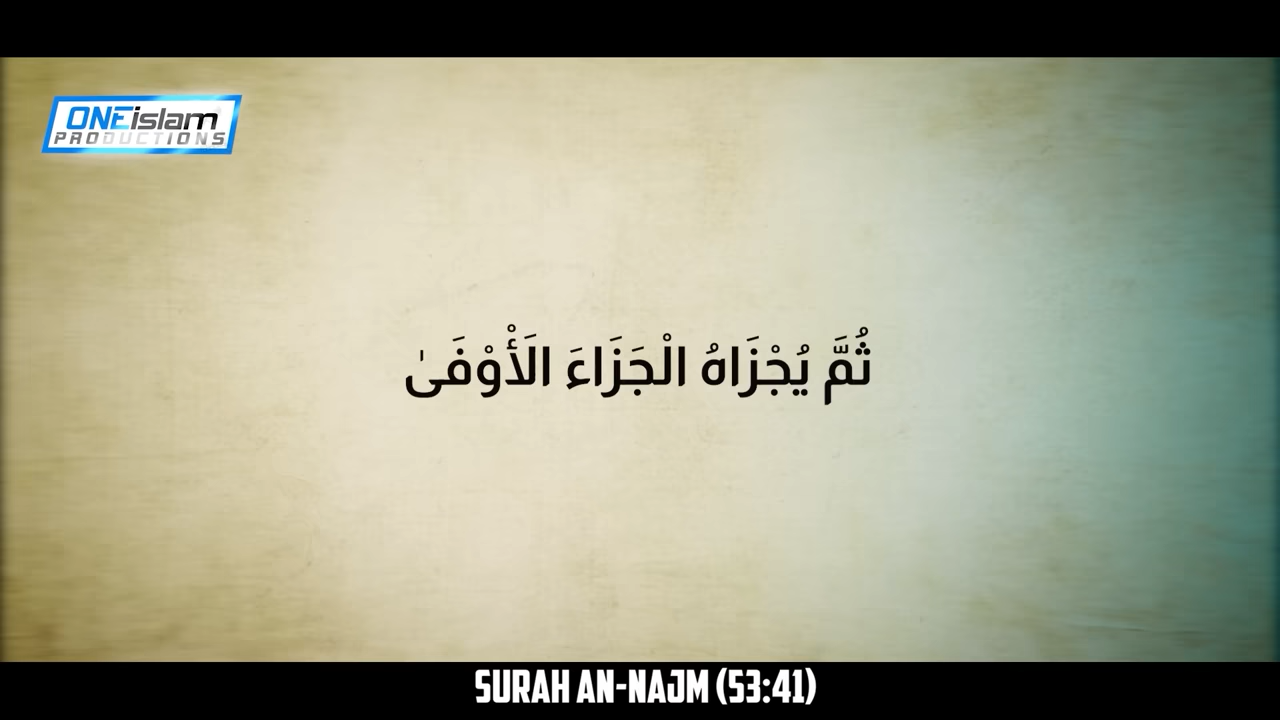 ONEislam
PRODUCTIONS
ثُمَّ يُجْزَاهُ الْجَزَاءَ الَأْوْفَىٰ
SURAH AN-NAJM (53:41)